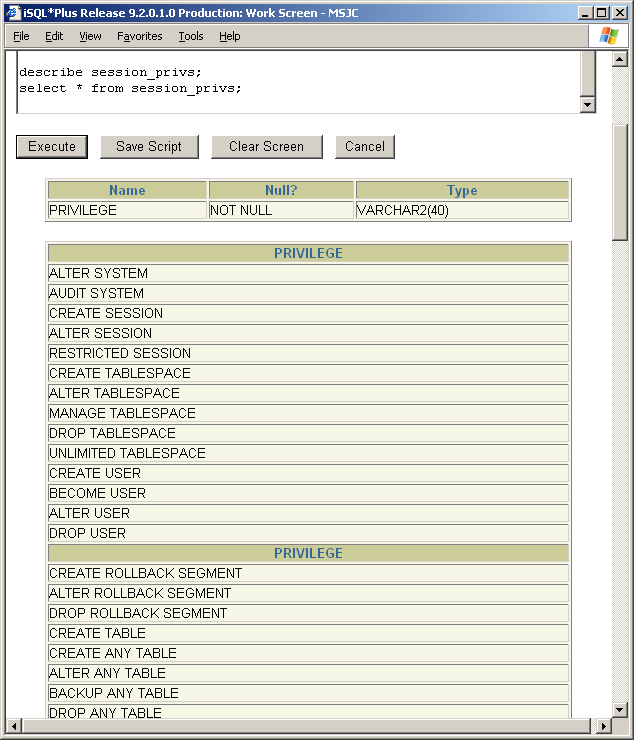 iSQL*Plus Release 9.2.0.1.0 Production: Work Screen - MSJC
File Edit View Favorites Tools Help
describe session_privs;
select * from session_privs;
Execute Save Script Clear Screen Cancel
Name Null? Type
PRIVILEGE NOT NULL VARCHAR2(40)
PRIVILEGE
ALTER SYSTEM
AUDIT SYSTEM
CREATE SESSION
ALTER SESSION
RESTRICTED SESSION
CREATE TABLESPACE
ALTER TABLESPACE
MANAGE TABLESPACE
DROP TABLESPACE
UNLIMITED TABLESPACE
CREATE USER
BECOME USER
ALTER USER
DROP USER
PRIVILEGE
CREATE ROLLBACK SEGMENT
ALTER ROLLBACK SEGMENT
DROP ROLLBACK SEGMENT
CREATE TABLE
CREATE ANY TABLE
ALTER ANY TABLE
BACKUP ANY TABLE
DROP ANY TABLE